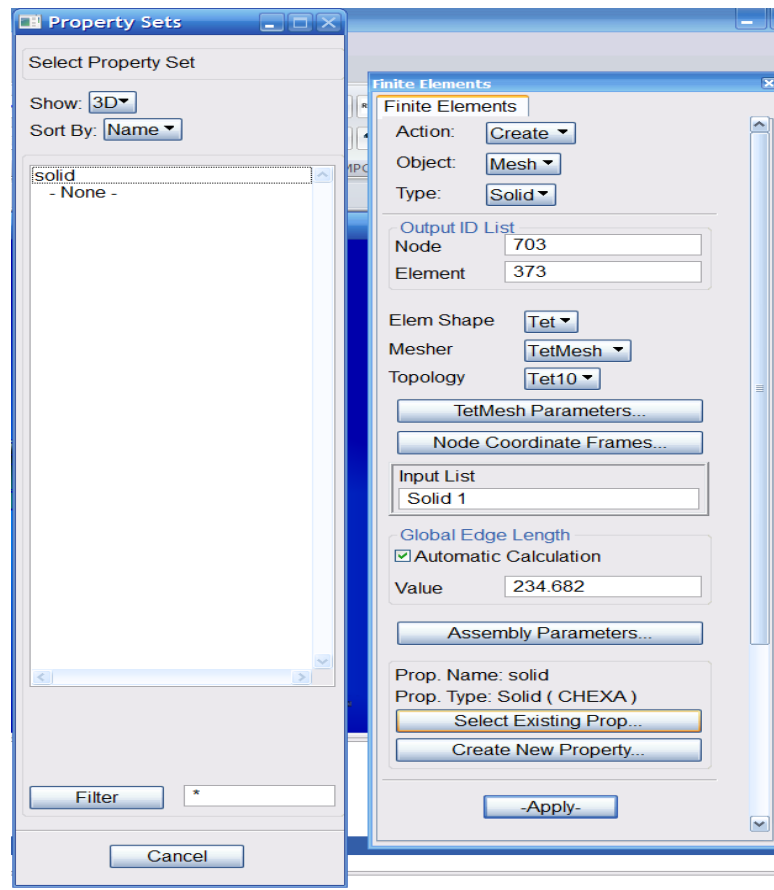 Property Sets
Select Property Set
Show: 3D
Sort By: Name
solid
- None -
Filter
*
Cancel
Finite Elements
Finite Elements
Action: Create
Object: Mesh
Type: Solid
Output ID List
Node 703
Element 373
Elem Shape Tet
Mesher TetMesh
Topology Tet10
TetMesh Parameters...
Node Coordinate Frames...
Input List
Solid 1
Global Edge Length
Automatic Calculation
Value 234.682
Assembly Parameters...
Prop. Name: solid
Prop. Type: Solid ( CHEXA )
Select Existing Prop...
Create New Property...
-Apply-